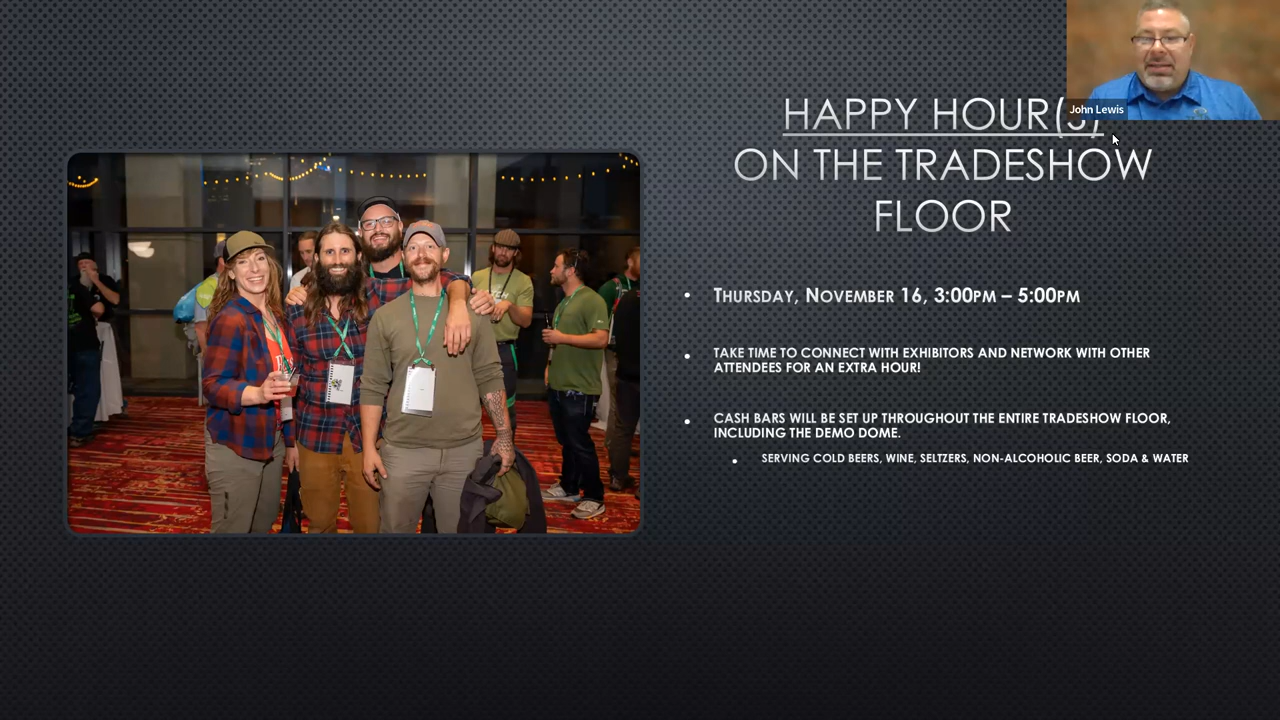 John Lewis
HAPPY HOUR(S)
ON THE TRADESHOW
FLOOR
• THURSDAY, NOVEMBER 16, 3:00PM – 5:00PM
• TAKE TIME TO CONNECT WITH EXHIBITORS AND NETWORK WITH OTHER
ATTENDEES FOR AN EXTRA HOUR!
• CASH BARS WILL BE SET UP THROUGHOUT THE ENTIRE TRADESHOW FLOOR,
INCLUDING THE DEMO DOME.
• SERVING COLD BEERS, WINE, SELTZERS, NON-ALCOHOLIC BEER, SODA & WATER